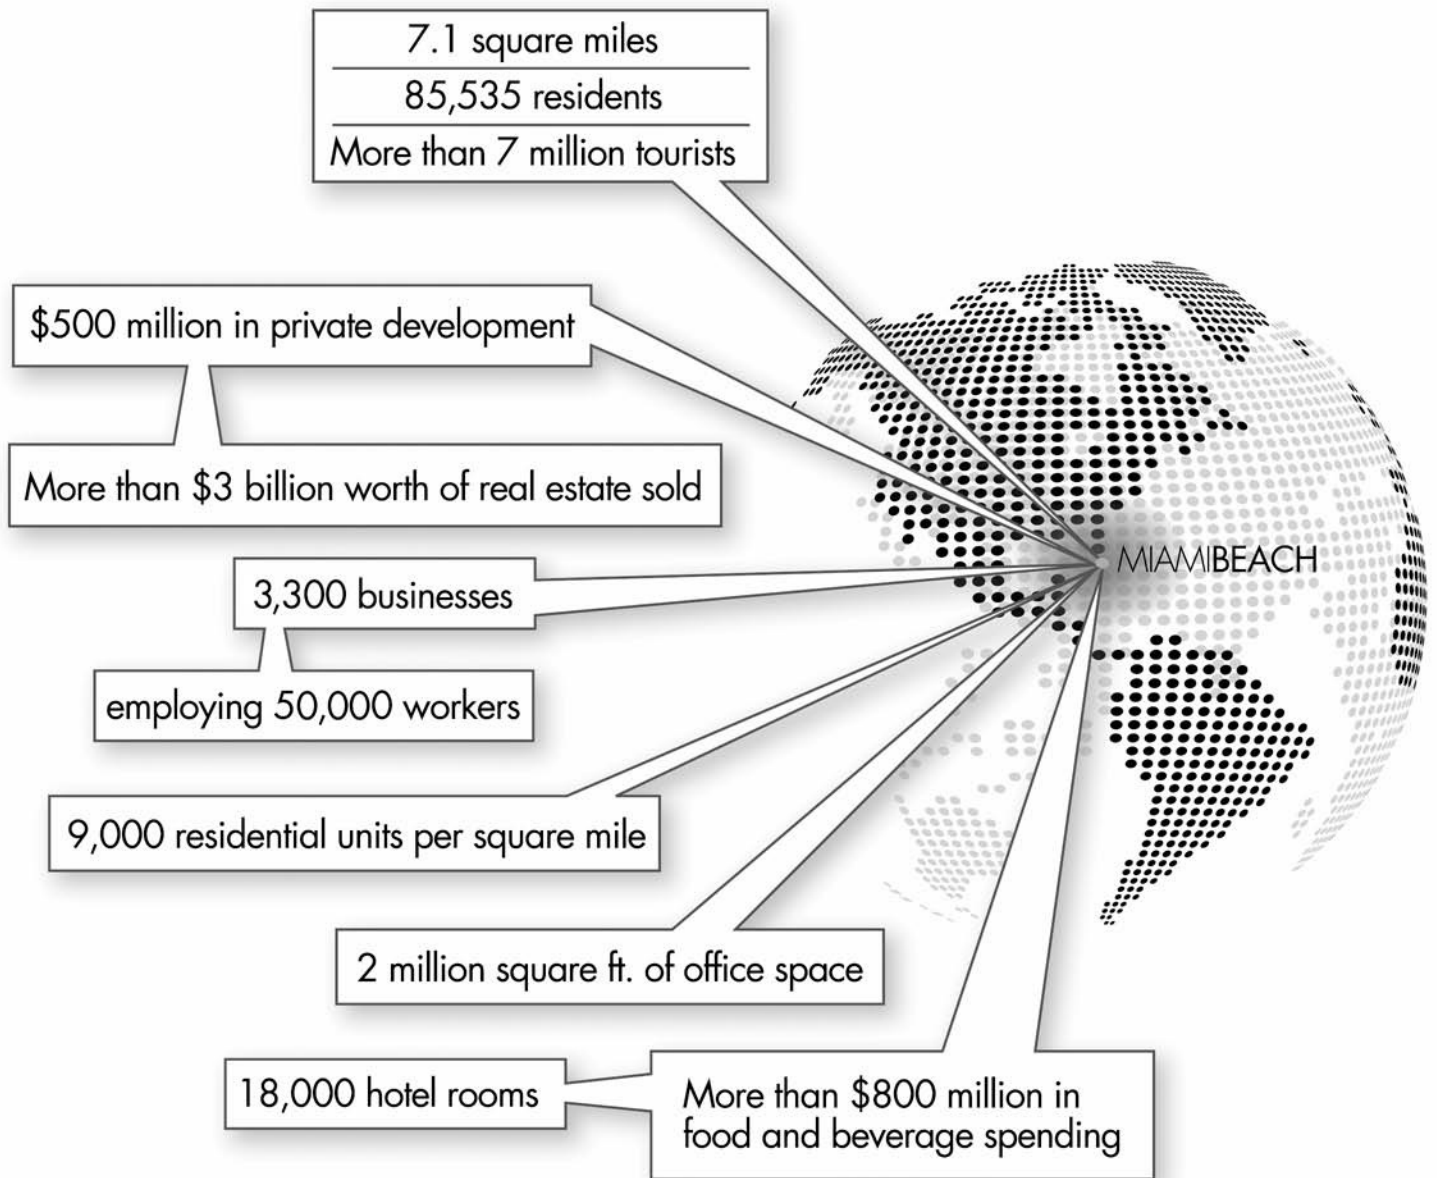 7.1 square miles
85,535 residents
More than 7 million tourists
$500 million in private development
More than $3 billion worth of real estate sold
MIAMIBEACH
3,300 businesses
employing 50,000 workers
9,000 residential units per square mile
2 million square ft. of office space
18,000 hotel rooms
More than $800 million in
food and beverage spending